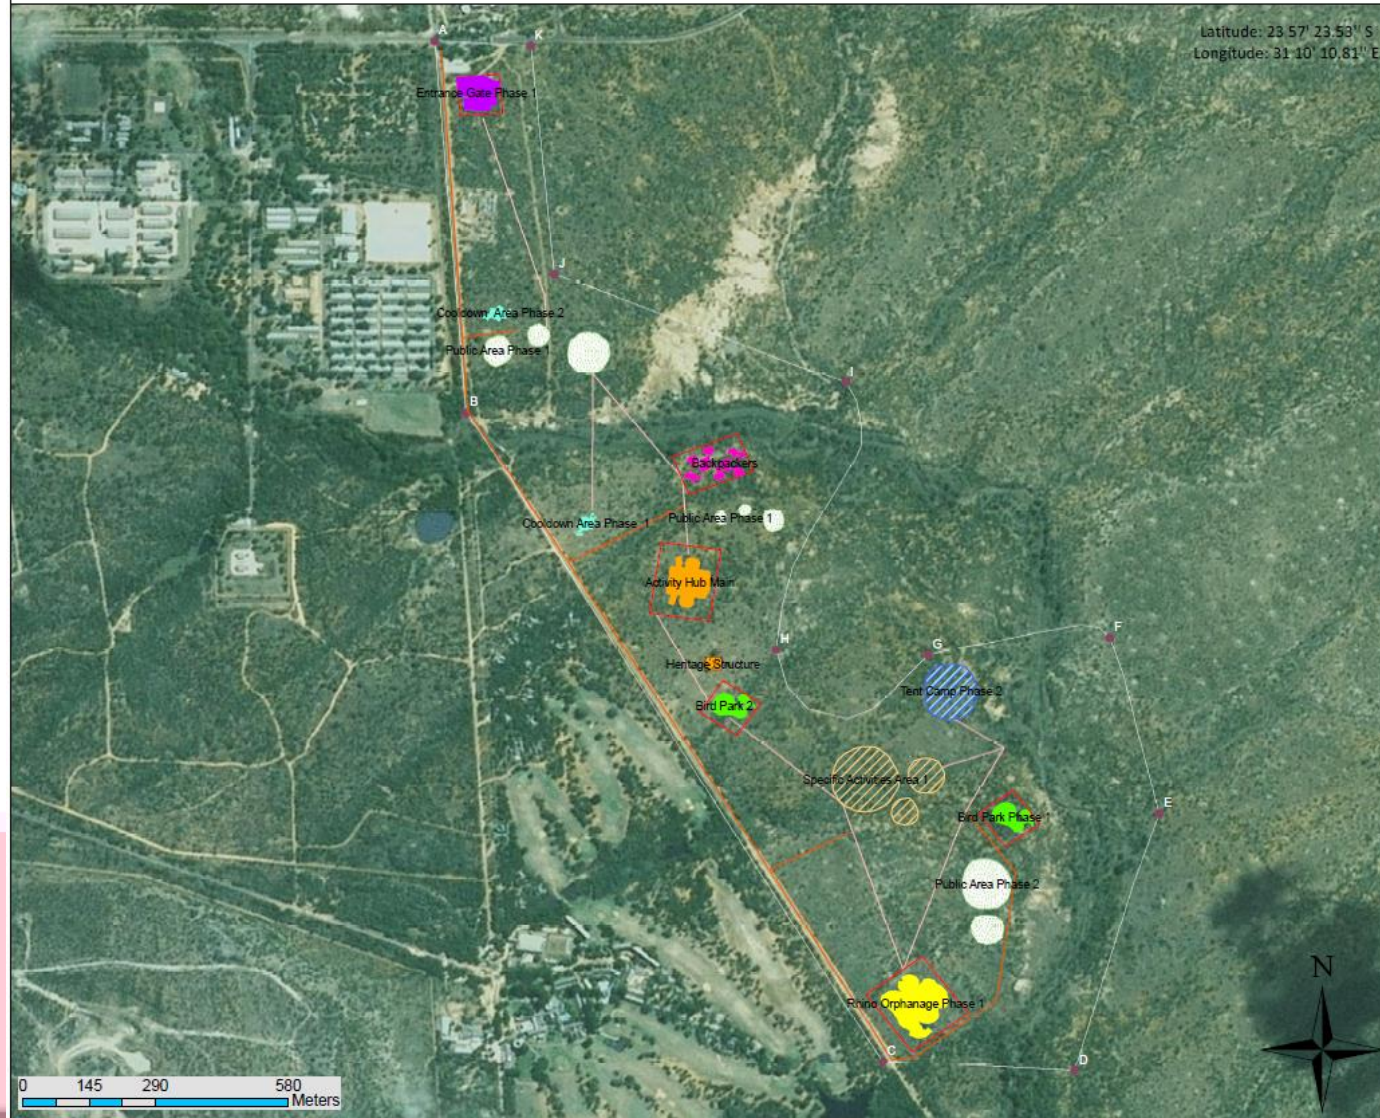 A
K
Latitude: 23 57' 23.53" S
Longitude: 31 10' 10.81" E
Entrance Gate Phase 1
J
Cooldown Area Phase 2
Public Area Phase 1
I
B
Backpackers
Cooldown Area Phase 1
Public Area Phase 1
Activity Hub Main
F
H
G
Heritage Structure
Tent Camp Phase 2
Bird Park 2
Specific Activities Area 1
E
Bird Park Phase 1
Public Area Phase 2
N
Rhino Orphanage Phase 1
C
D
0 145 290 580
Meters